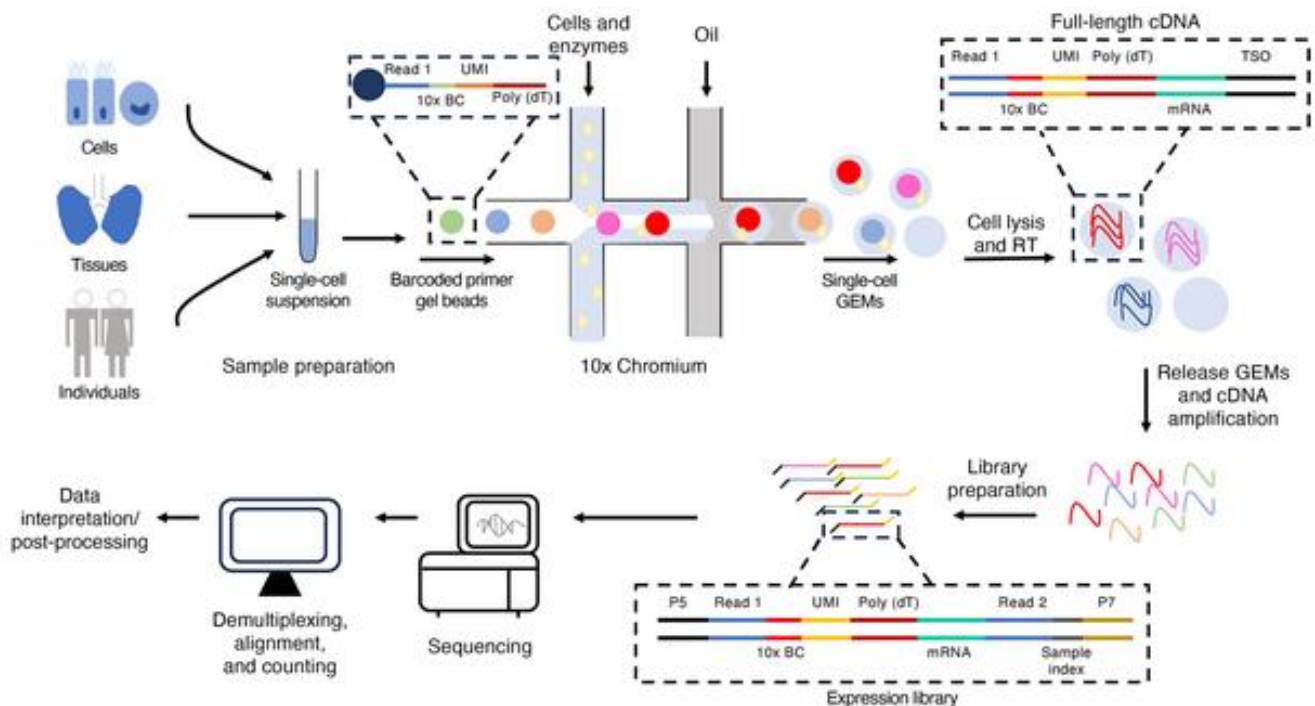 Cells
Tissues
Individuals
Single-cell
suspension
Sample preparation
Read 1
UMI
10x BC
Poly (dT)
Barcoded primer
gel beads
Cells and
enzymes
Oil
10x Chromium
Single-cell
GEMs
Cell lysis
and RT
Full-length cDNA
Read 1
UMI
Poly (dT)
TSO
10x BC
mRNA
Release GEMs
and cDNA
amplification
Library
preparation
P5
Read 1
UMI
Poly (dT)
Read 2
P7
10x BC
mRNA
Sample
index
Expression library
Sequencing
Demultiplexing,
alignment,
and counting
Data
interpretation/
post-processing